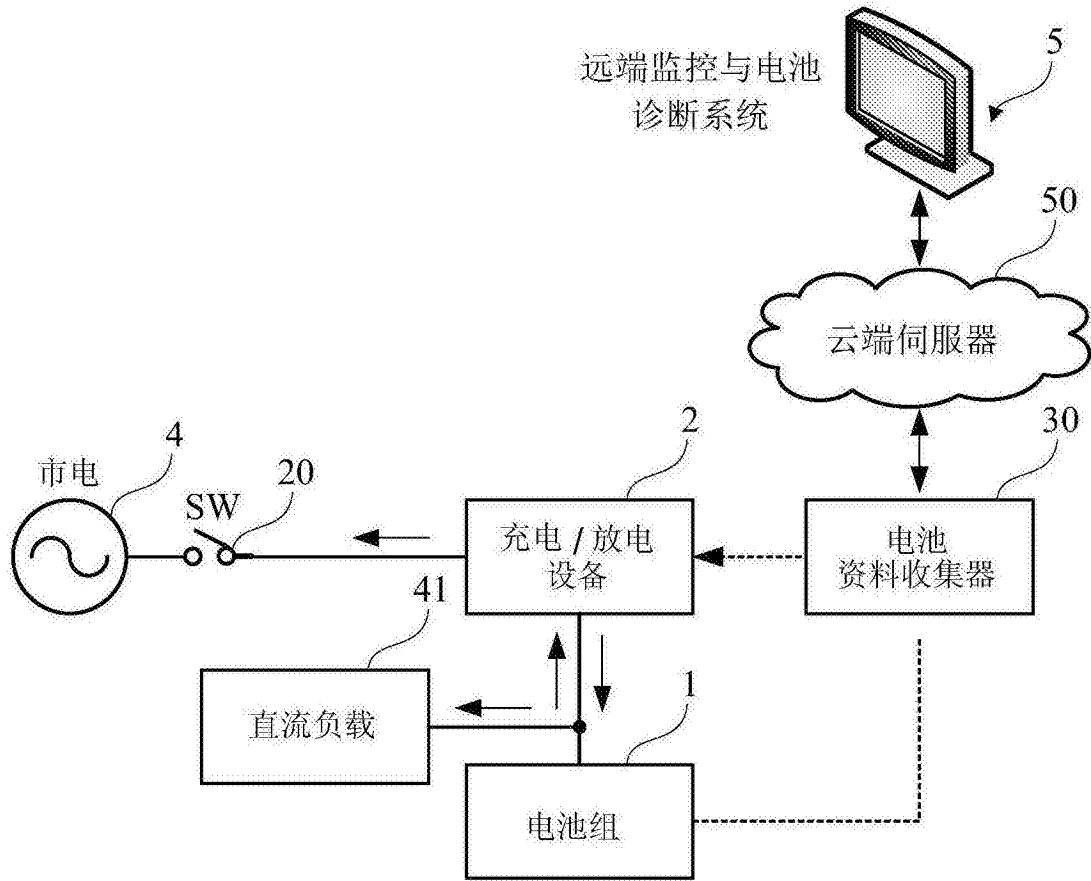 远端监控与电池
诊断系统
5
50
云端伺服器
30
电池
资料收集器
2
充电 / 放电
设备
4
市电
SW
20
41
直流负载
1
电池组